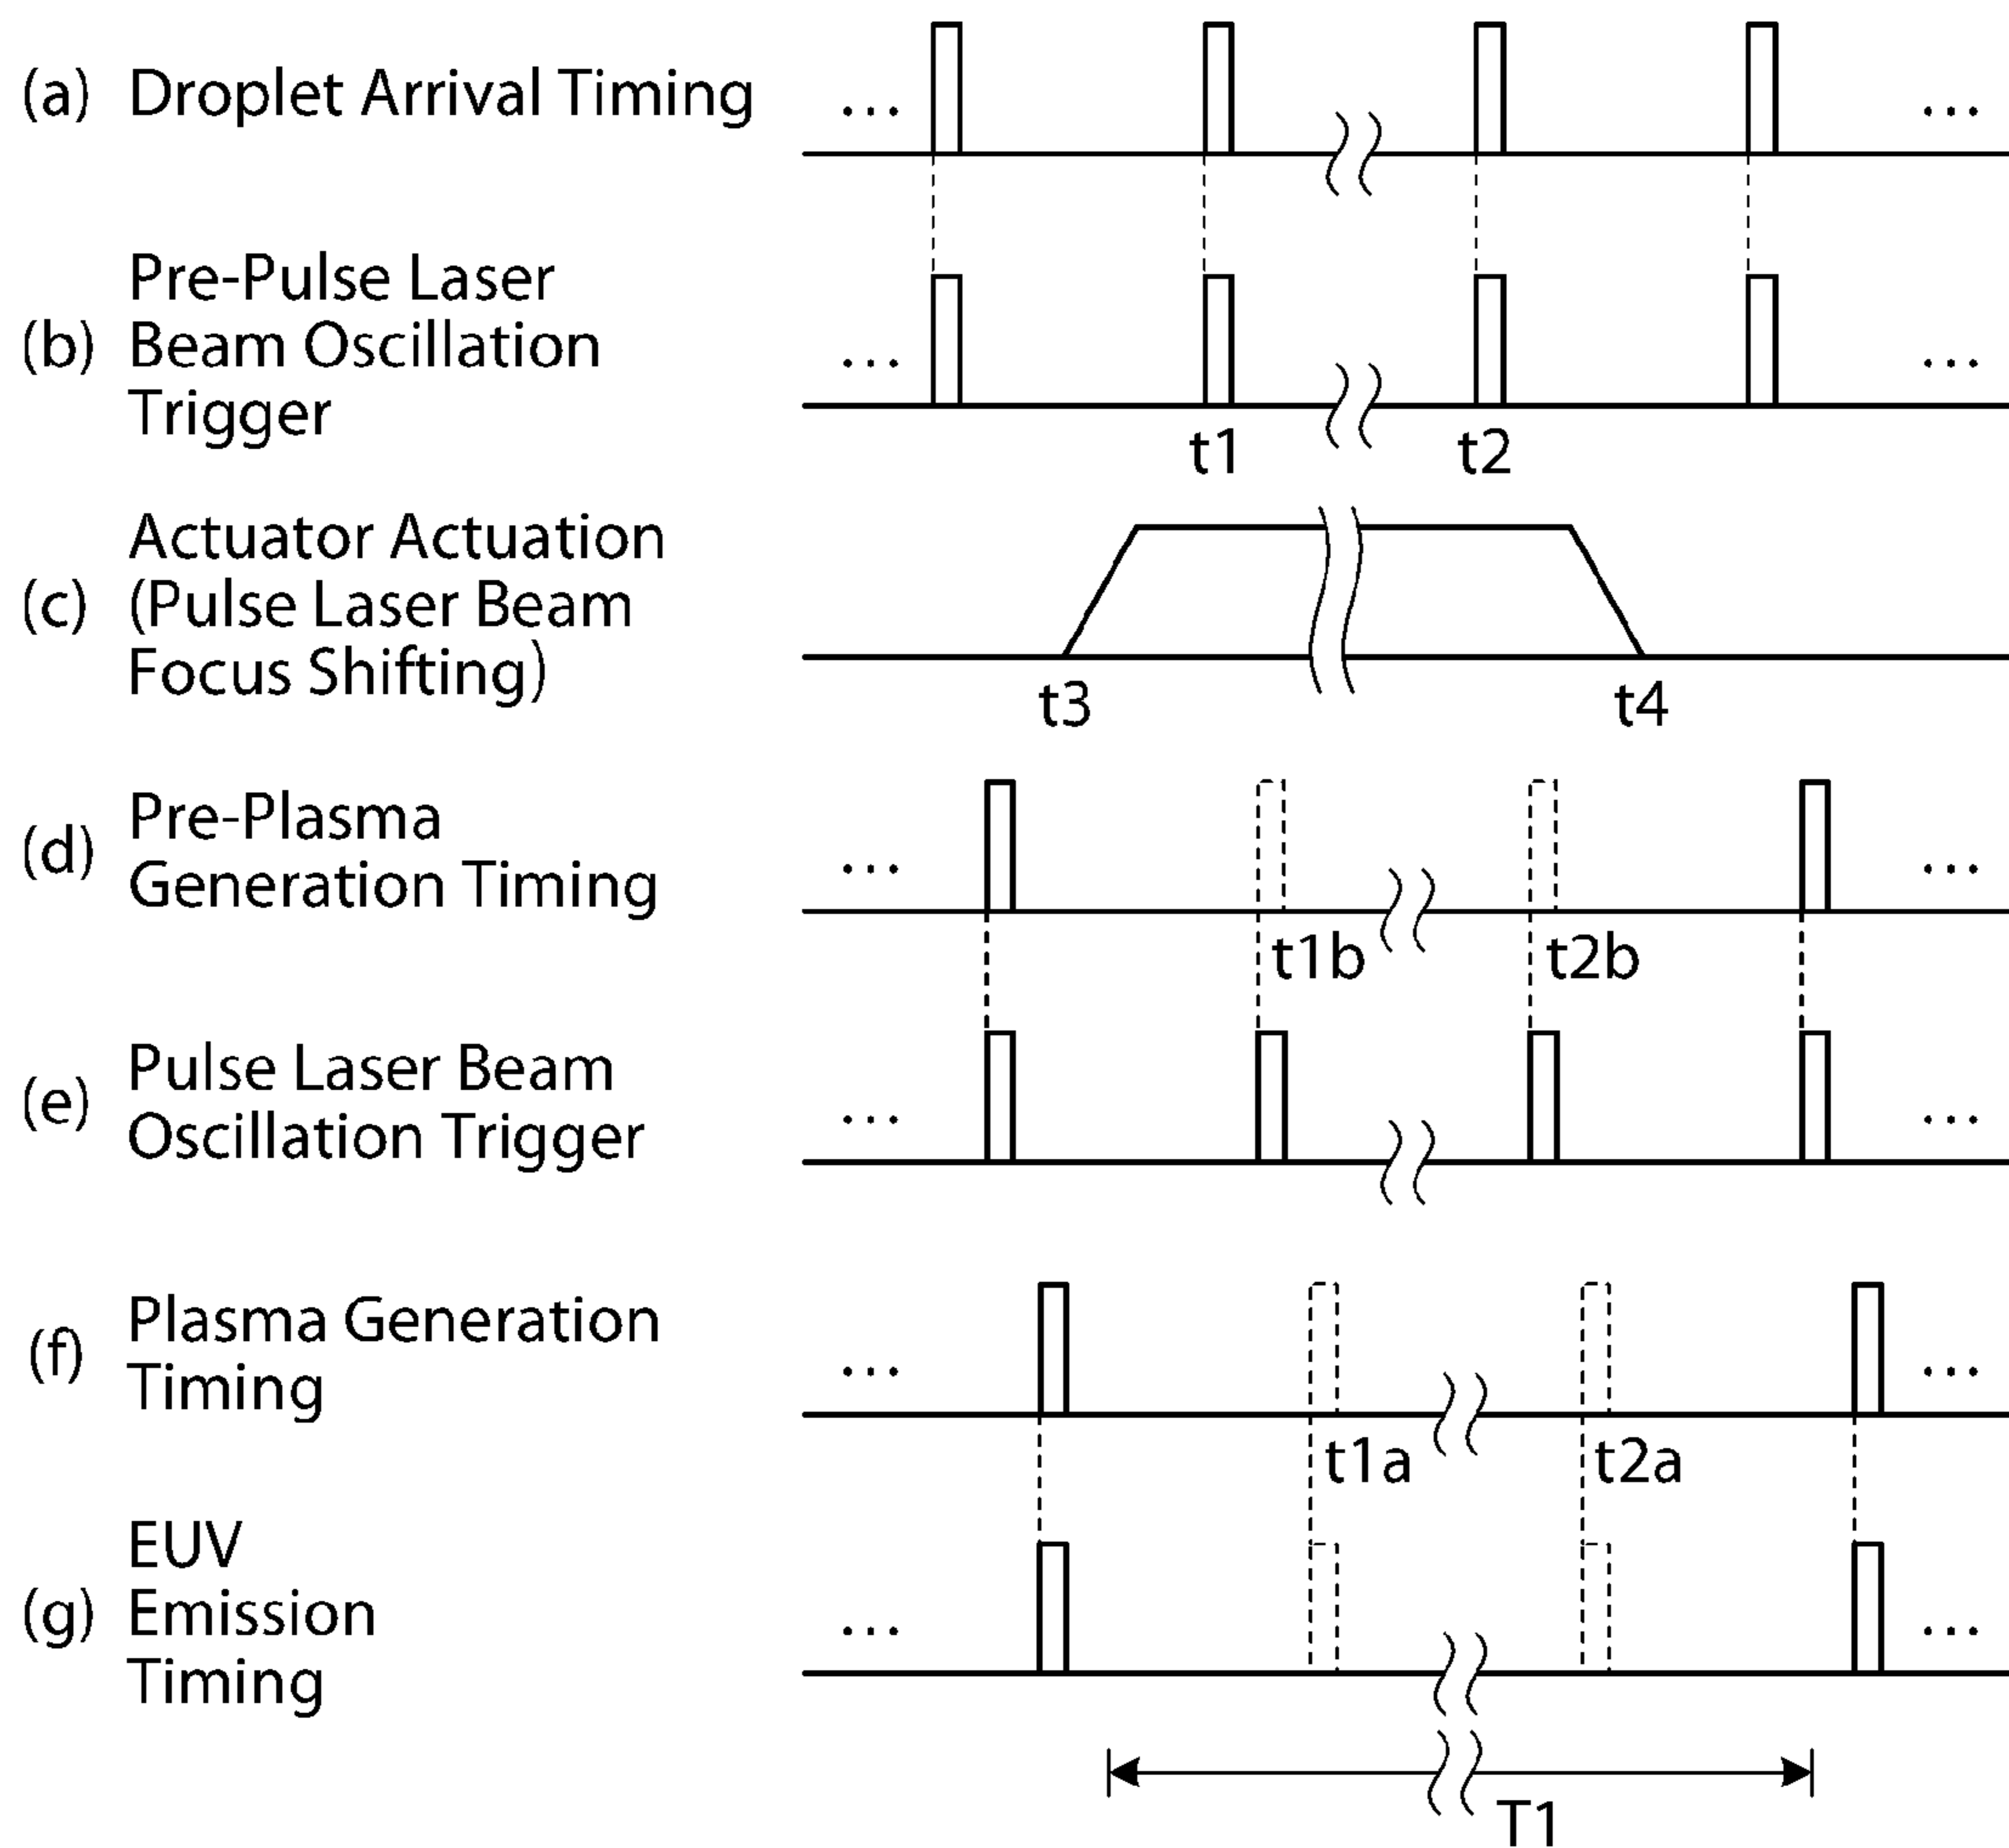 (a) Droplet Arrival Timing
... ...
Pre-Pulse Laser
(b) Beam Oscillation
Trigger
... ...
t1 t2
Actuator Actuation
(c) (Pulse Laser Beam
Focus Shifting)
t3 t4
(d) Pre-Plasma
Generation Timing
... ...
t1b t2b
(e) Pulse Laser Beam
Oscillation Trigger
... ...
(f) Plasma Generation
Timing
... ...
t1a t2a
EUV
(g) Emission
Timing
... ...
T1